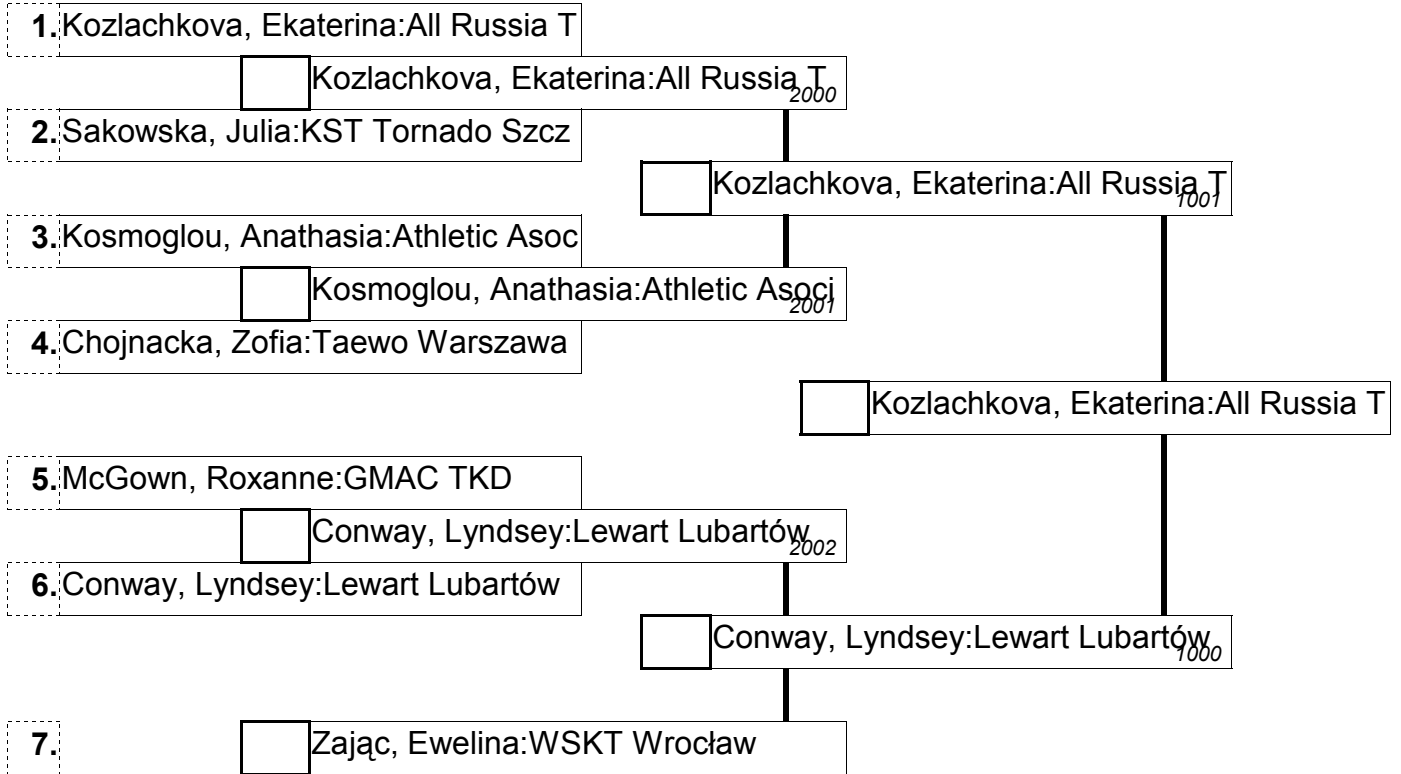 1. Kozlachkova, Ekaterina:All Russia T
Kozlachkova, Ekaterina:All Russia T
2000
2. Sakowska, Julia:KST Tornado Szcz
Kozlachkova, Ekaterina:All Russia T
1001
3. Kosmoglou, Anathasia:Athletic Asoc
Kosmoglou, Anathasia:Athletic Asoci
2001
4. Chojnacka, Zofia:Taewo Warszawa
Kozlachkova, Ekaterina:All Russia T
5. McGown, Roxanne:GMAC TKD
Conway, Lyndsey:Lewart Lubartów
2002
6. Conway, Lyndsey:Lewart Lubartów
Conway, Lyndsey:Lewart Lubartów
1000
7. Zając, Ewelina:WSKT Wrocław